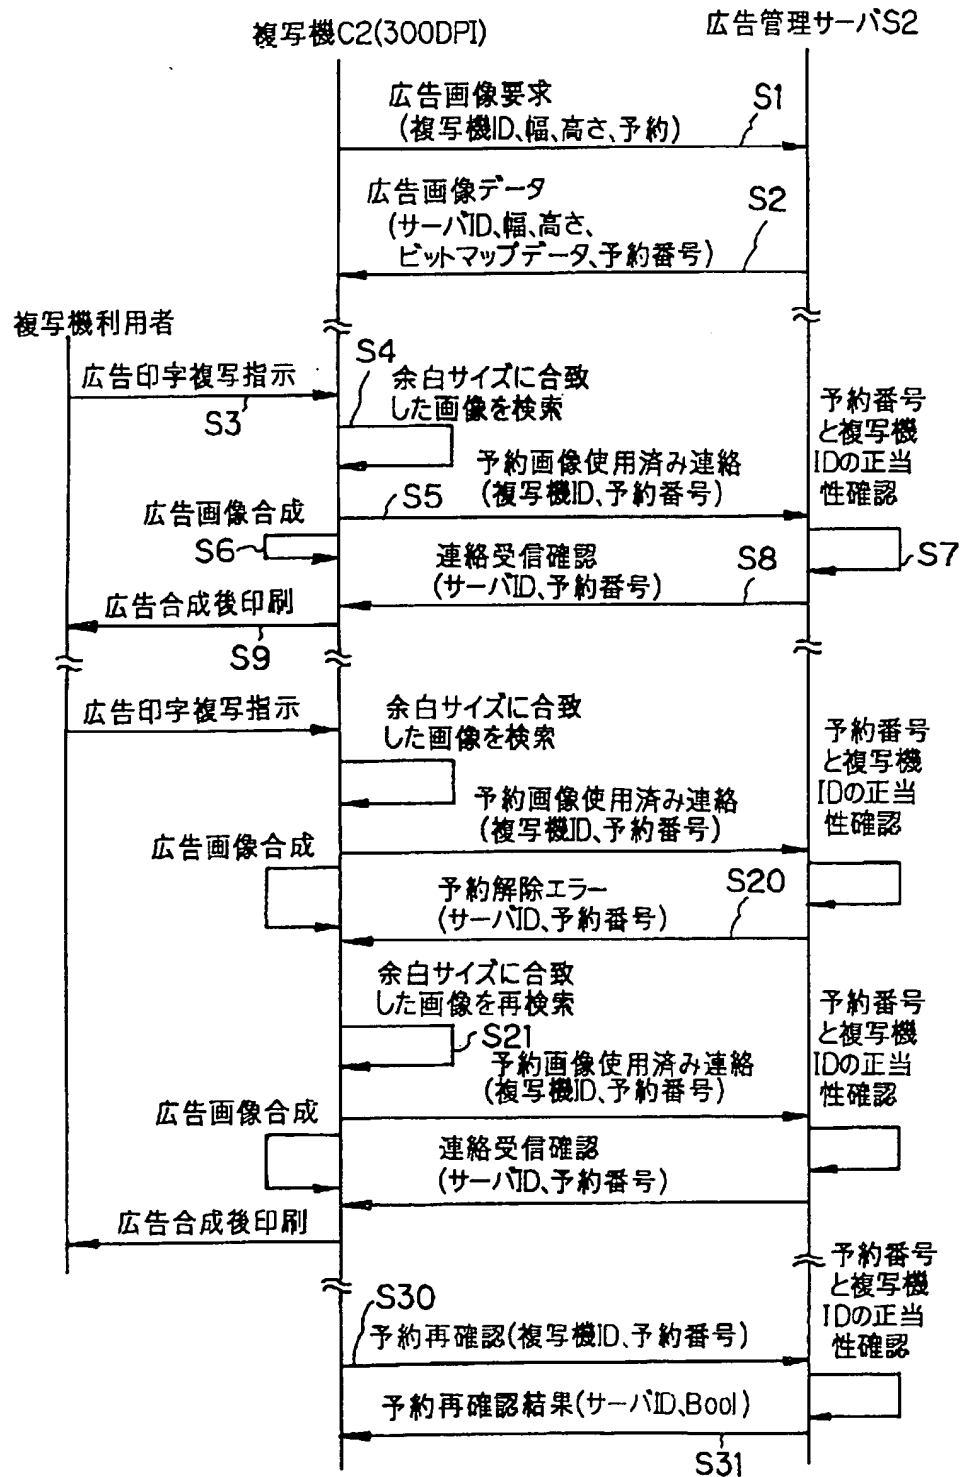 複写機C2(300DPI)
広告管理サーバS2
広告画像要求
(複写機ID、幅、高さ、予約)
S1
広告画像データ
(サーバID、幅、高さ、
ビットマップデータ、予約番号)
S2
複写機利用者
広告印字複写指示
S3
S4
余白サイズに合致
した画像を検索
予約画像使用済み連絡
(複写機ID、予約番号)
S5
予約番号
と複写機
IDの正当
性確認
広告画像合成
S6
連絡受信確認
(サーバID、予約番号)
S8
S7
広告合成後印刷
S9
広告印字複写指示
余白サイズに合致
した画像を検索
予約画像使用済み連絡
(複写機ID、予約番号)
予約番号
と複写機
IDの正当
性確認
広告画像合成
予約解除エラー
(サーバID、予約番号)
S20
余白サイズに合致
した画像を再検索
S21
予約画像使用済み連絡
(複写機ID、予約番号)
予約番号
と複写機
IDの正当
性確認
広告画像合成
連絡受信確認
(サーバID、予約番号)
広告合成後印刷
S30
予約再確認(複写機ID、予約番号)
予約番号
と複写機
IDの正当
性確認
予約再確認結果(サーバID、Bool)
S31